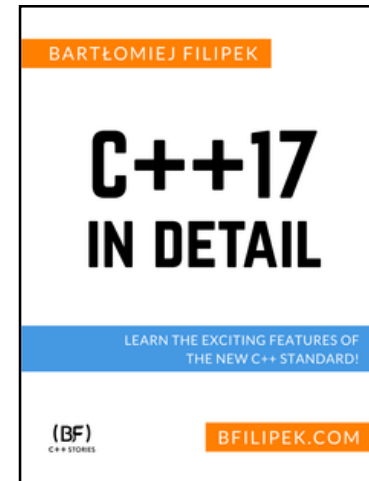 BARTŁOMIEJ FILIPEK
C++17
IN DETAIL
LEARN THE EXCITING FEATURES OF
THE NEW C++ STANDARD!
(BF)
C++ STORIES
BFILIPEK.COM